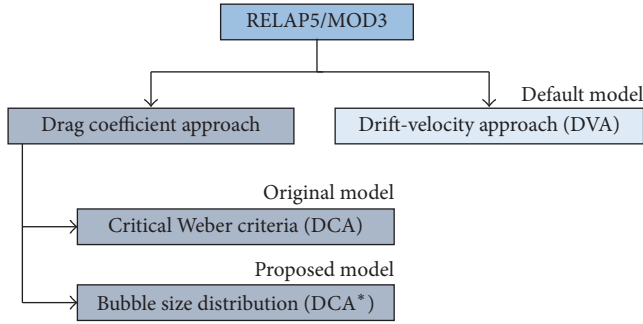 RELAP5/MOD3
Default model
Drag coefficient approach
Drift-velocity approach (DVA)
Original model
Critical Weber criteria (DCA)
Proposed model
Bubble size distribution (DCA*)